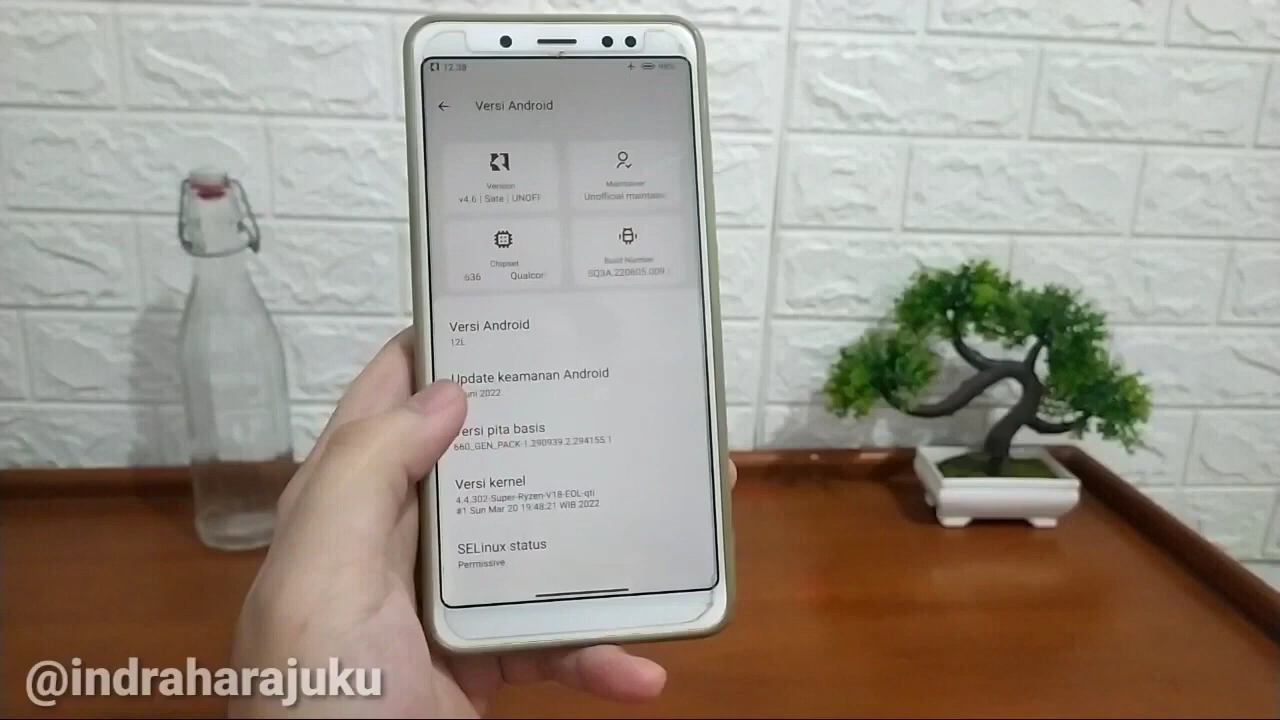 12.38
98%
Versi Android
Version
v4.6 | Sate | UNOFF
Maintainer
Unofficial maintain
Chipset
636 Qualcor
Build Number
SQ3A.220605.009
Versi Android
12L
Update keamanan Android
Juni 2022
Versi pita basis
660_GEN_PACK-1.290939.2.294155.1
Versi kernel
4.4.302-Super-Ryzen-V18-EOL-qti
#1 Sun Mar 20 19:48:21 WIB 2022
SELinux status
Permissive
@indraharajuku